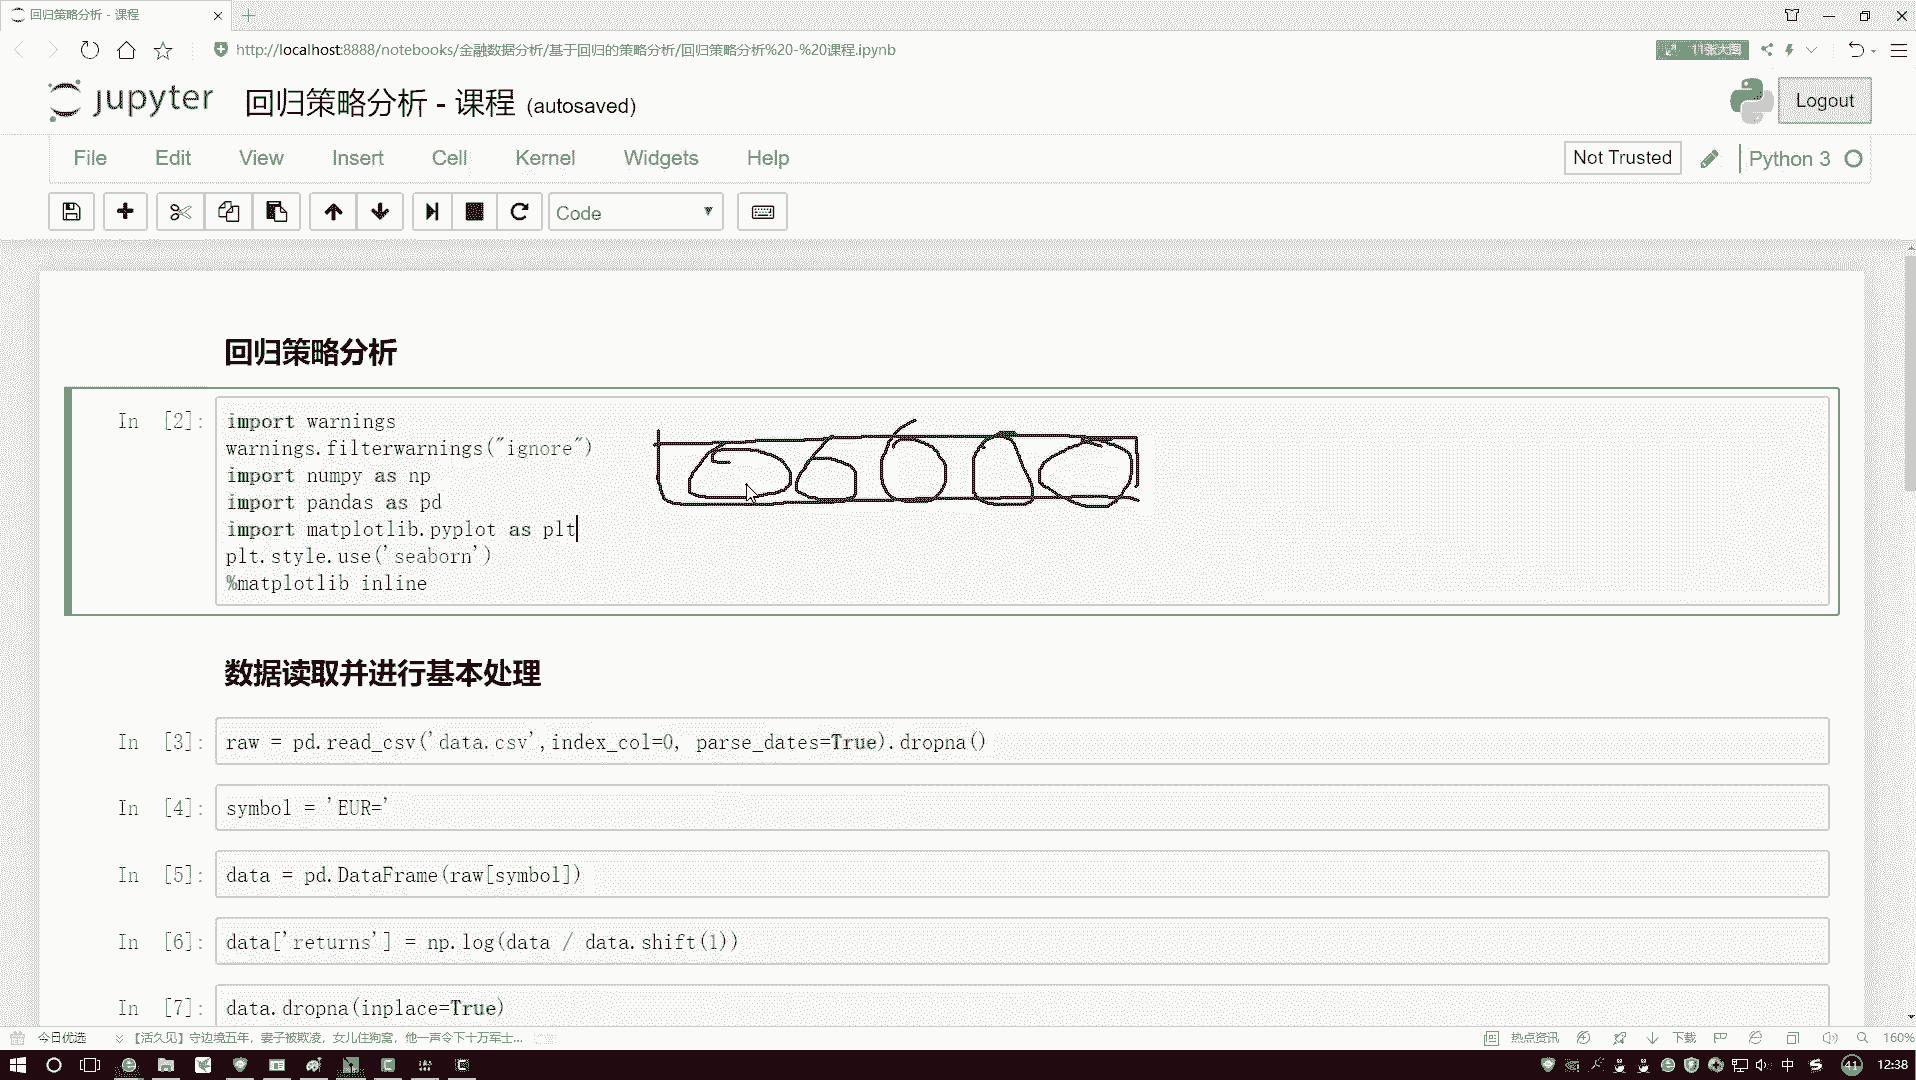 回归策略分析 - 课程
http://localhost:8888/notebooks/金融数据分析/基于回归的策略分析/回归策略分析%20-%20课程.ipynb
jupyter 回归策略分析 - 课程 (autosaved)
Logout
File Edit View Insert Cell Kernel Widgets Help
Not Trusted
Python 3
Code
回归策略分析
In [2]:
import warnings
warnings.filterwarnings("ignore")
import numpy as np
import pandas as pd
import matplotlib.pyplot as plt
plt.style.use('seaborn')
%matplotlib inline
数据读取并进行基本处理
In [3]: raw = pd.read_csv('data.csv',index_col=0, parse_dates=True).dropna()
In [4]: symbol = 'EUR='
In [5]: data = pd.DataFrame(raw[symbol])
In [6]: data['returns'] = np.log(data / data.shift(1))
In [7]: data.dropna(inplace=True)
今日优选 【活久见】守边境五年，妻子被欺凌，女儿住狗窝，他一声令下十万军士...
热点资讯 下载 160%
中 41 12:38